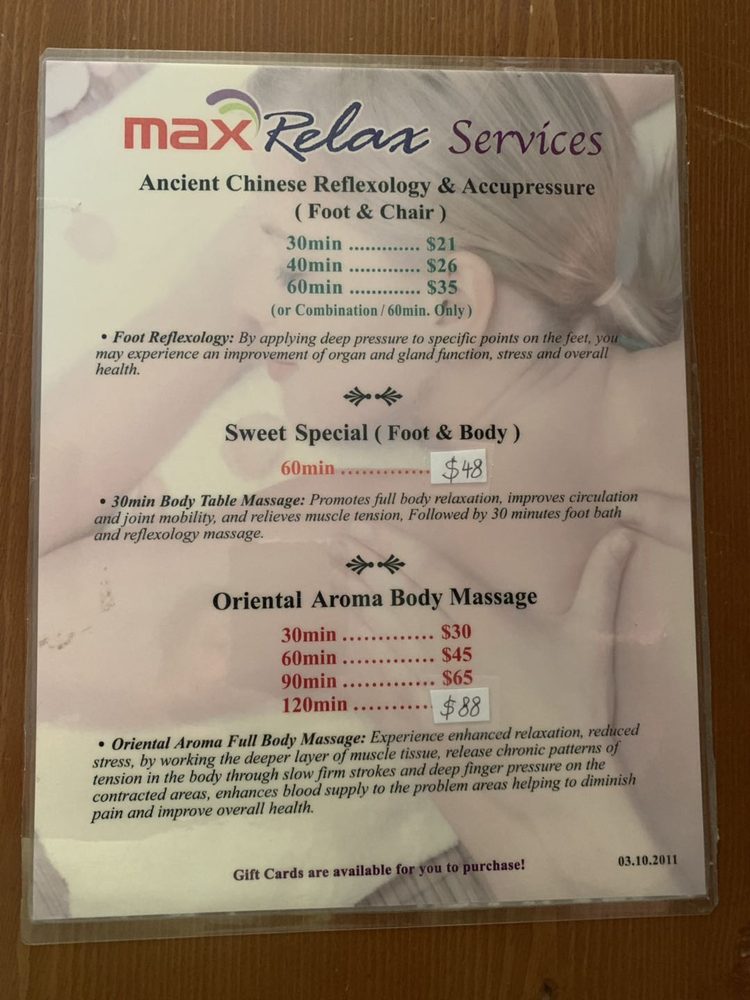 max Relax Services
Ancient Chinese Reflexology & Accupressure
( Foot & Chair )
30min ............. $21
40min ............. $26
60min ............. $35
(or Combination / 60min. Only )
• Foot Reflexology: By applying deep pressure to specific points on the feet, you
may experience an improvement of organ and gland function, stress and overall
health.
Sweet Special ( Foot & Body )
60min ............. $48
• 30min Body Table Massage: Promotes full body relaxation, improves circulation
and joint mobility, and relieves muscle tension, Followed by 30 minutes foot bath
and reflexology massage.
Oriental Aroma Body Massage
30min ............. $30
60min ............. $45
90min ............. $65
120min ........... $88
• Oriental Aroma Full Body Massage: Experience enhanced relaxation, reduced
stress, by working the deeper layer of muscle tissue, release chronic patterns of
tension in the body through slow firm strokes and deep finger pressure on the
contracted areas, enhances blood supply to the problem areas helping to diminish
pain and improve overall health.
Gift Cards are available for you to purchase!
03.10.2011